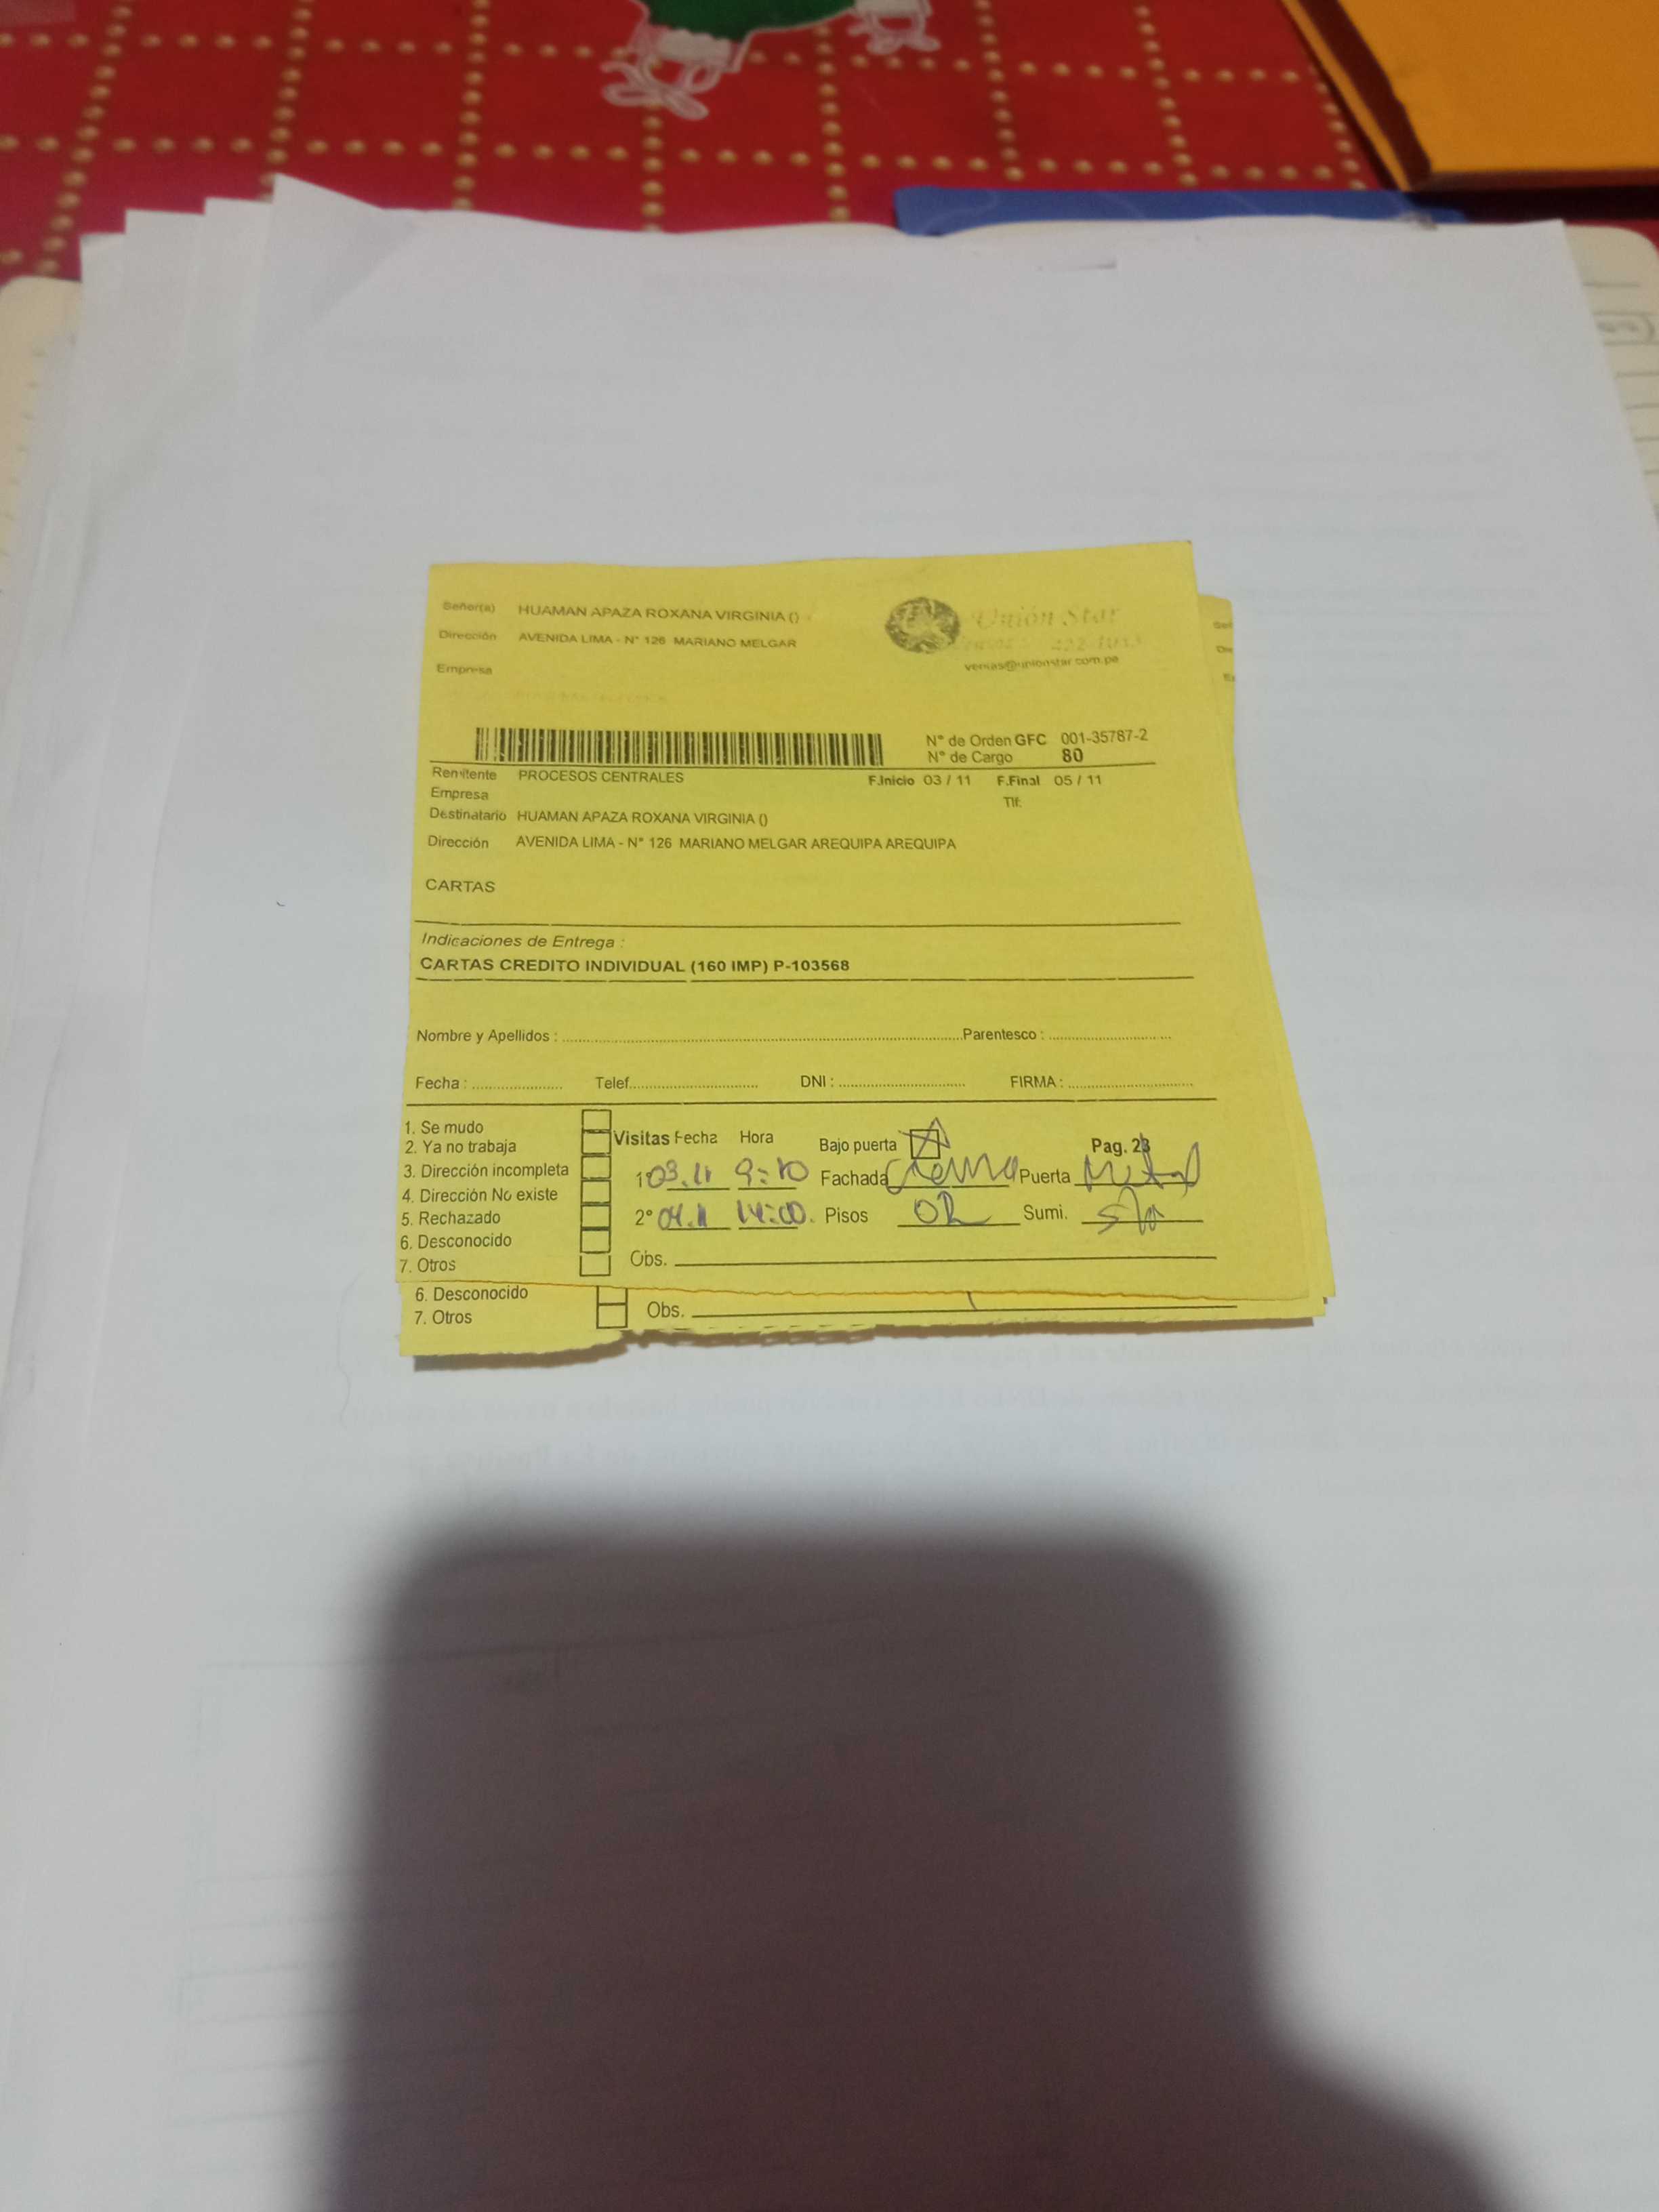 Señor(a) HUAMAN APAZA ROXANA VIRGINIA ()
Dirección AVENIDA LIMA - N° 126 MARIANO MELGAR
Empresa
Unión Star
ventas@unionstar.com.pe
N° de Orden GFC 001-35787-2
N° de Cargo 80
Remitente PROCESOS CENTRALES F.Inicio 03 / 11 F.Final 05 / 11
Empresa Tlf:
Destinatario HUAMAN APAZA ROXANA VIRGINIA ()
Dirección AVENIDA LIMA - N° 126 MARIANO MELGAR AREQUIPA AREQUIPA
CARTAS
Indicaciones de Entrega :
CARTAS CREDITO INDIVIDUAL (160 IMP) P-103568
Nombre y Apellidos : Parentesco :
Fecha : Telef. DNI : FIRMA :
1. Se mudo
2. Ya no trabaja
3. Dirección incompleta
4. Dirección No existe
5. Rechazado
6. Desconocido
7. Otros
Visitas Fecha Hora Bajo puerta Pag. 23
1° 03.11 9:10 Fachada Crema Puerta Metal
2° 04.11 14:00. Pisos 02 Sumi. S/N
Obs.
6. Desconocido
7. Otros Obs.